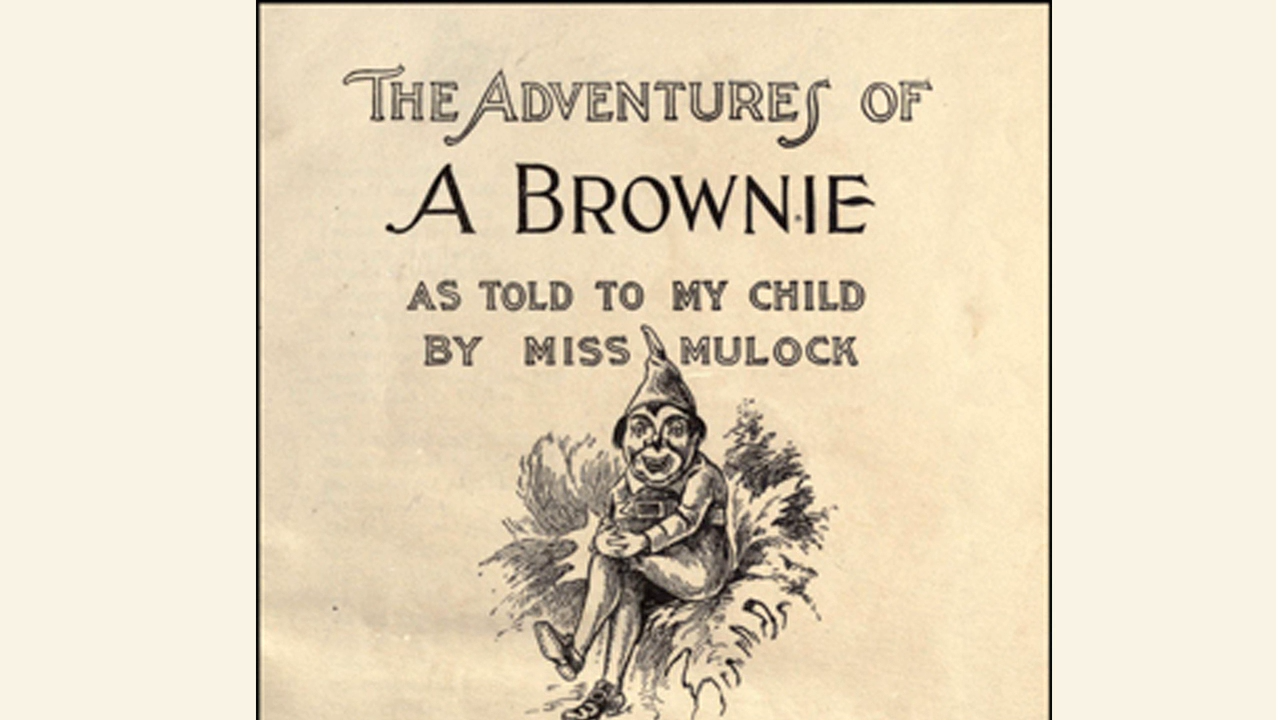 THE ADVENTURES OF
A BROWNIE
AS TOLD TO MY CHILD
BY MISS MULOCK